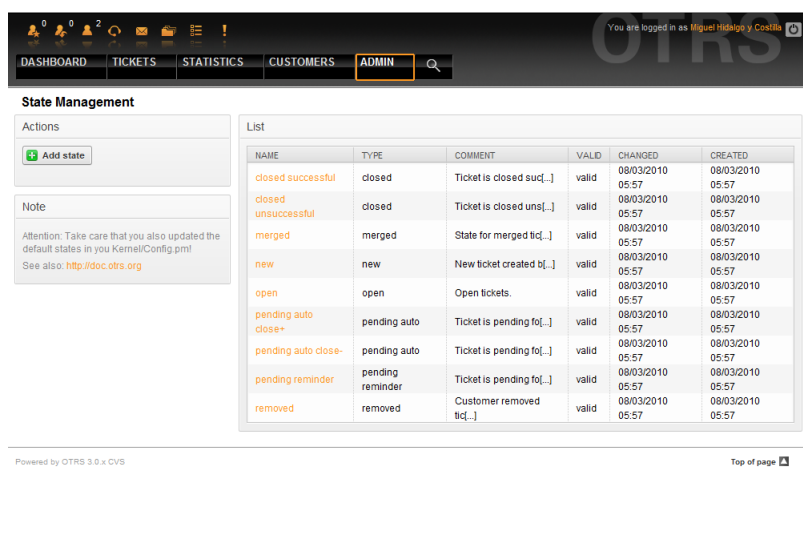 0 0 2
You are logged in as Miguel Hidalgo y Costilla
OTRS
DASHBOARD TICKETS STATISTICS CUSTOMERS ADMIN
State Management
Actions
Add state
Note
Attention: Take care that you also updated the
default states in you Kernel/Config.pm!
See also: http://doc.otrs.org
List
NAME TYPE COMMENT VALID CHANGED CREATED
closed successful closed Ticket is closed suc[...] valid 08/03/2010 08/03/2010
05:57 05:57
closed closed Ticket is closed uns[...] valid 08/03/2010 08/03/2010
unsuccessful 05:57 05:57
merged merged State for merged tic[...] valid 08/03/2010 08/03/2010
05:57 05:57
new new New ticket created b[...] valid 08/03/2010 08/03/2010
05:57 05:57
open open Open tickets. valid 08/03/2010 08/03/2010
05:57 05:57
pending auto pending auto Ticket is pending fo[...] valid 08/03/2010 08/03/2010
close+ 05:57 05:57
pending auto close- pending auto Ticket is pending fo[...] valid 08/03/2010 08/03/2010
05:57 05:57
pending reminder pending Ticket is pending fo[...] valid 08/03/2010 08/03/2010
reminder 05:57 05:57
removed removed Customer removed valid 08/03/2010 08/03/2010
tic[...] 05:57 05:57
Powered by OTRS 3.0.x CVS
Top of page